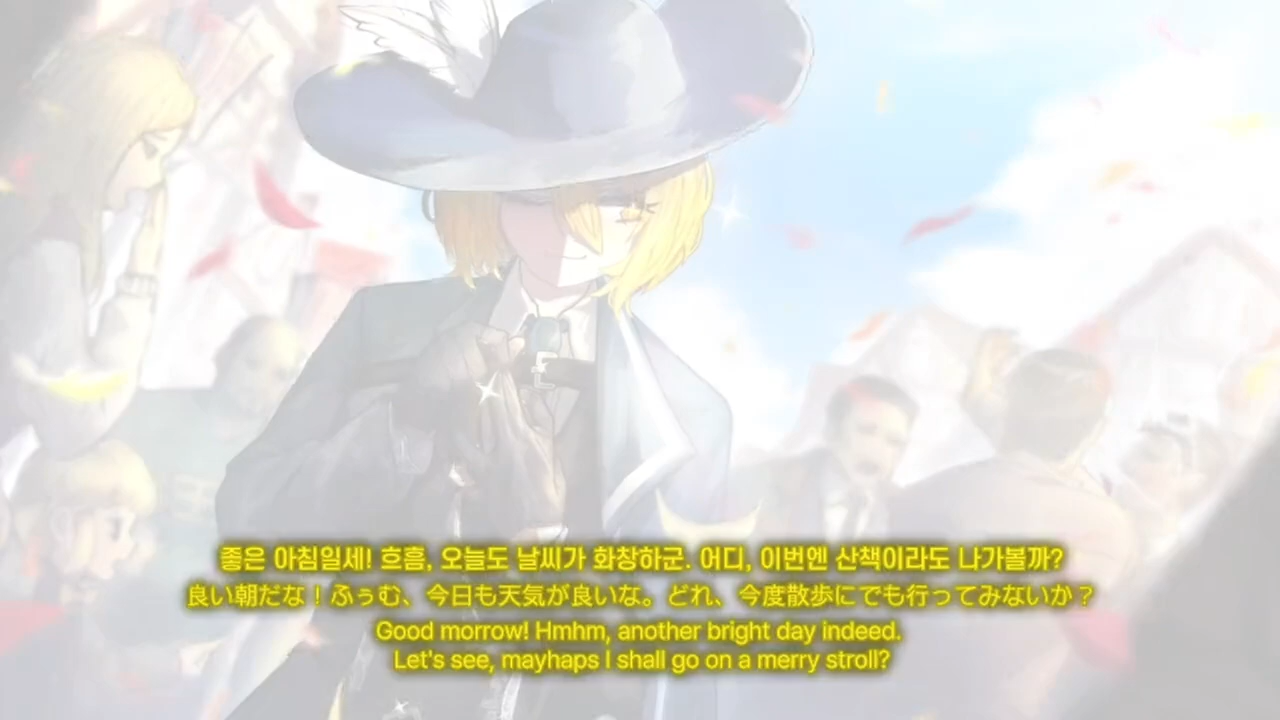 좋은 아침일세! 흐흠, 오늘도 날씨가 화창하군. 어디, 이번엔 산책이라도 나가볼까?
良い朝だな！ふぅむ、今日も天気が良いな。どれ、今度散歩にでも行ってみないか？
Good morrow! Hmhm, another bright day indeed.
Let's see, mayhaps I shall go on a merry stroll?